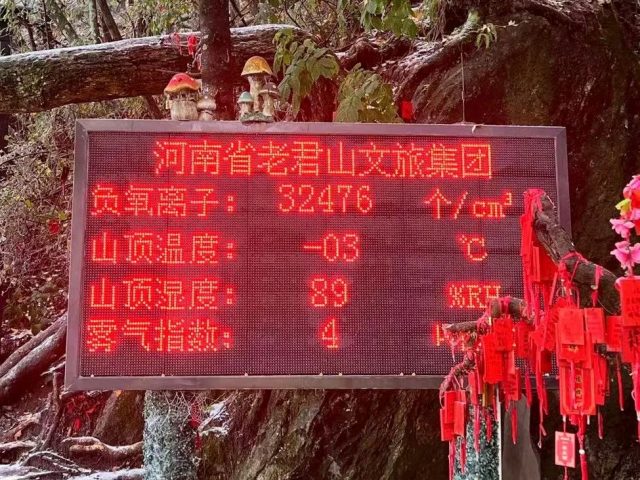 河南省老君山文旅集团
负氧离子： 32476 个/cm³
山顶温度： -03 ℃
山顶湿度： 89 %RH
雾气指数： 4